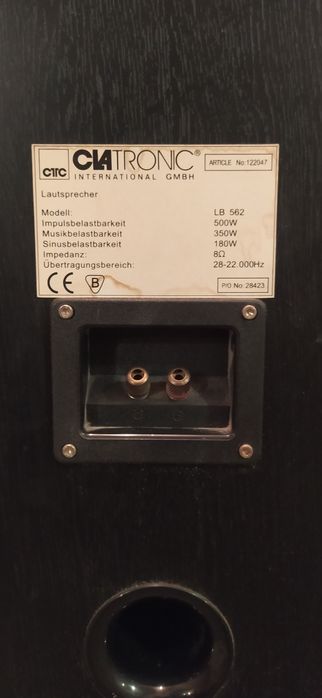 CTC CLATRONIC® ARTICLE No:122047
INTERNATIONAL GMBH
Lautsprecher
Modell: LB 562
Impulsbelastbarkeit 500W
Musikbelastbarkeit 350W
Sinusbelastbarkeit 180W
Impedanz: 8Ω
Übertragungsbereich: 28-22.000Hz
CE B P/O No:28423